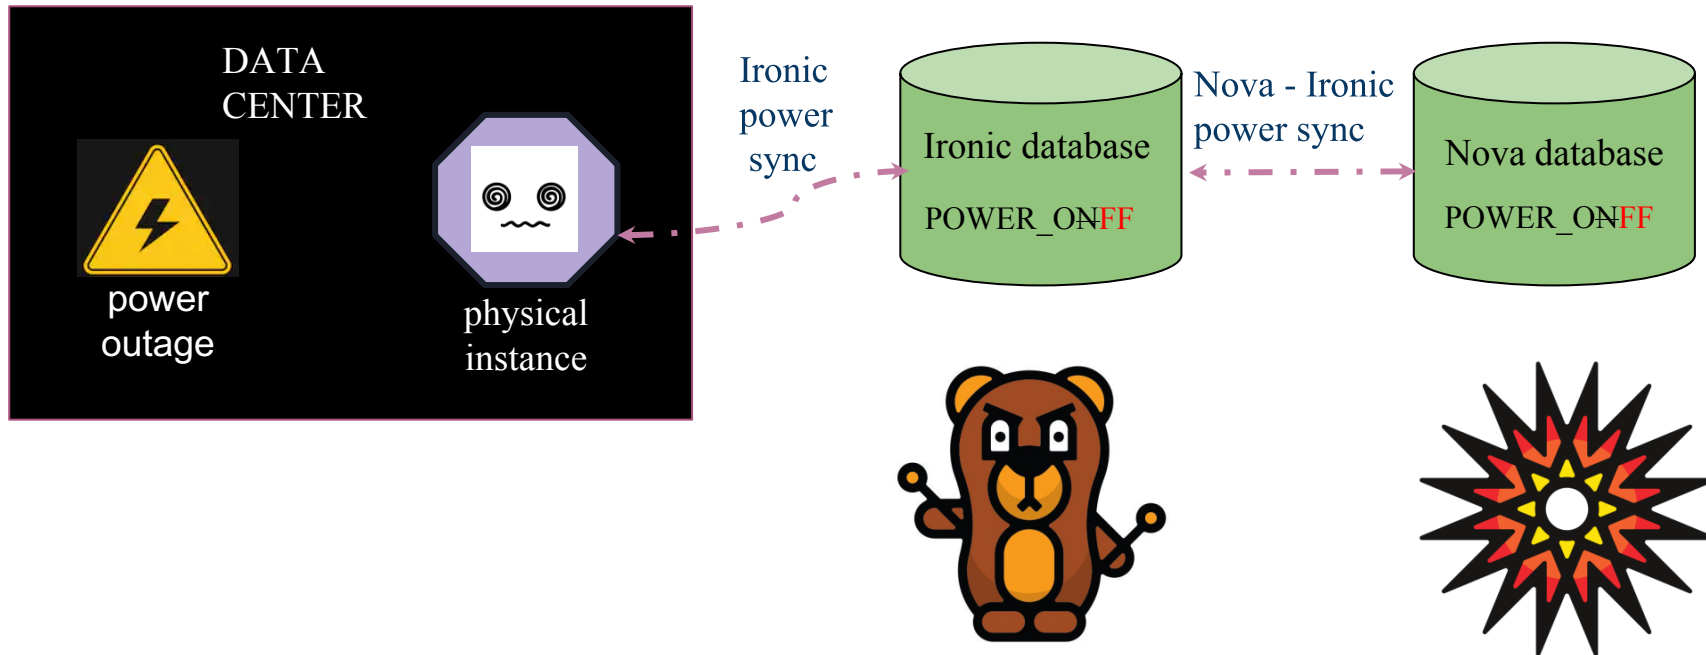 DATA
CENTER
power
outage
physical
instance
Ironic
power
sync
Ironic database
POWER_ONFF
Nova - Ironic
power sync
Nova database
POWER_ONFF